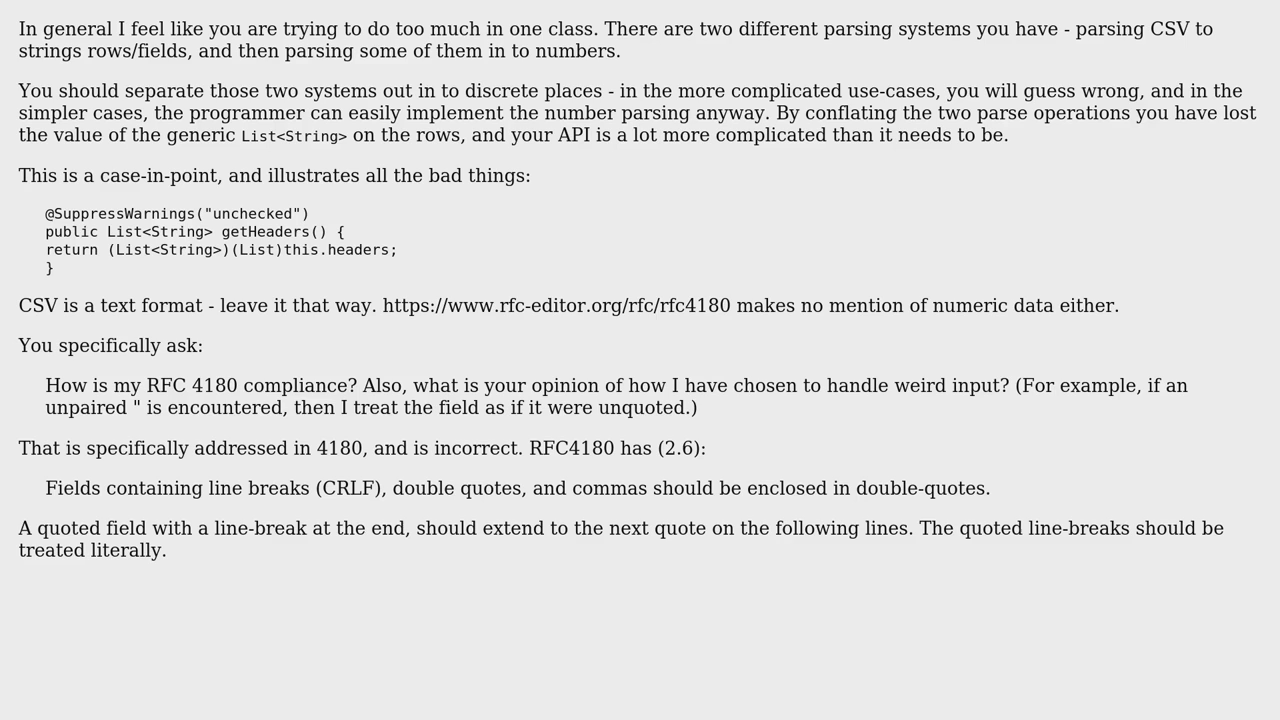 In general I feel like you are trying to do too much in one class. There are two different parsing systems you have - parsing CSV to
strings rows/fields, and then parsing some of them in to numbers.
You should separate those two systems out in to discrete places - in the more complicated use-cases, you will guess wrong, and in the
simpler cases, the programmer can easily implement the number parsing anyway. By conflating the two parse operations you have lost
the value of the generic List<String> on the rows, and your API is a lot more complicated than it needs to be.
This is a case-in-point, and illustrates all the bad things:
@SuppressWarnings("unchecked")
public List<String> getHeaders() {
return (List<String>)(List)this.headers;
}
CSV is a text format - leave it that way. https://www.rfc-editor.org/rfc/rfc4180 makes no mention of numeric data either.
You specifically ask:
How is my RFC 4180 compliance? Also, what is your opinion of how I have chosen to handle weird input? (For example, if an
unpaired " is encountered, then I treat the field as if it were unquoted.)
That is specifically addressed in 4180, and is incorrect. RFC4180 has (2.6):
Fields containing line breaks (CRLF), double quotes, and commas should be enclosed in double-quotes.
A quoted field with a line-break at the end, should extend to the next quote on the following lines. The quoted line-breaks should be
treated literally.